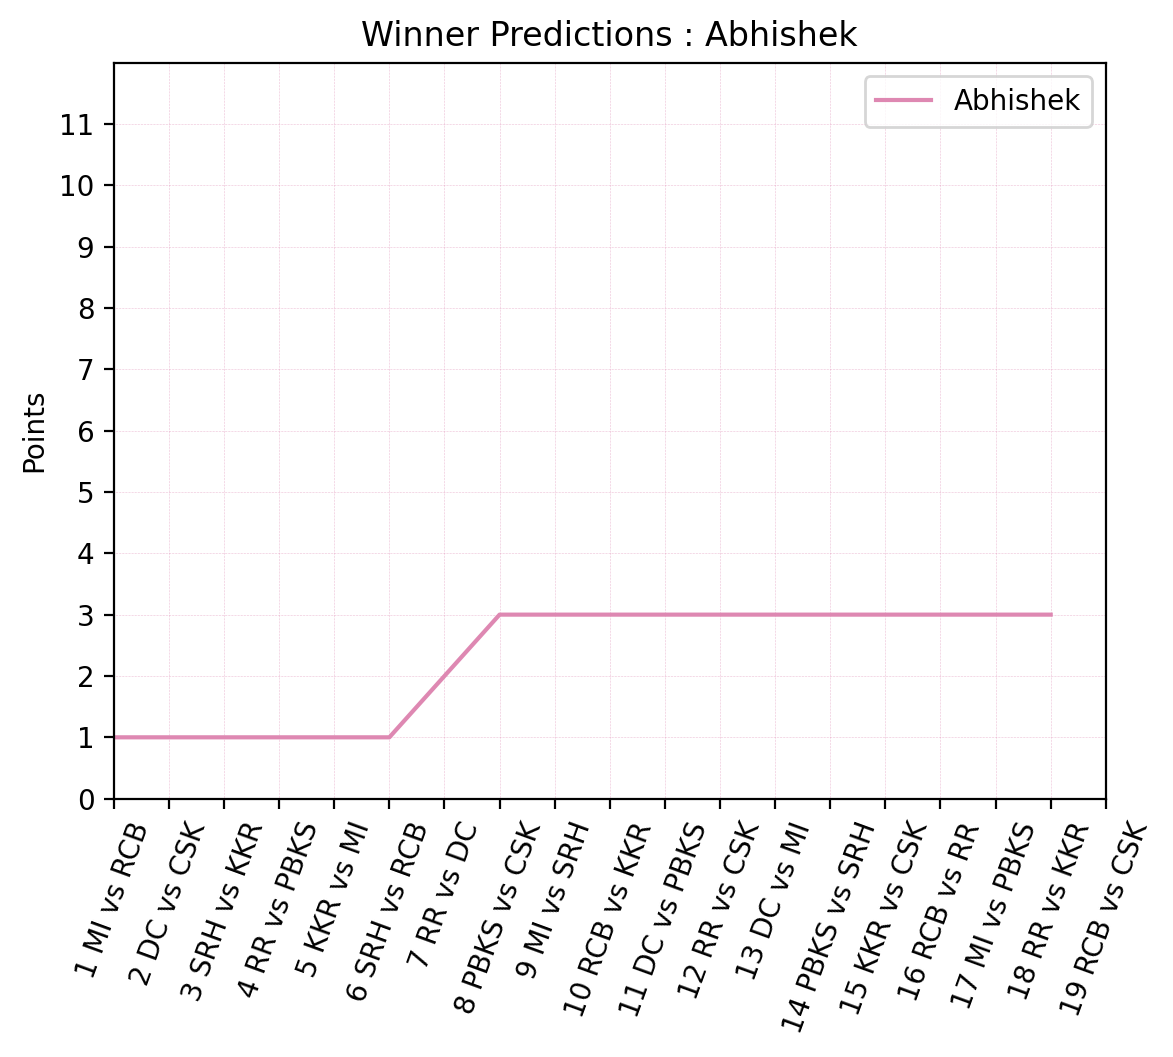 Winner Predictions : Abhishek
Abhishek
11
10
9
8
7
6
5
4
3
2
1
0
Points
1 MI vs RCB
2 DC vs CSK
3 SRH vs KKR
4 RR vs PBKS
5 KKR vs MI
6 SRH vs RCB
7 RR vs DC
8 PBKS vs CSK
9 MI vs SRH
10 RCB vs KKR
11 DC vs PBKS
12 RR vs CSK
13 DC vs MI
14 PBKS vs SRH
15 KKR vs CSK
16 RCB vs RR
17 MI vs PBKS
18 RR vs KKR
19 RCB vs CSK